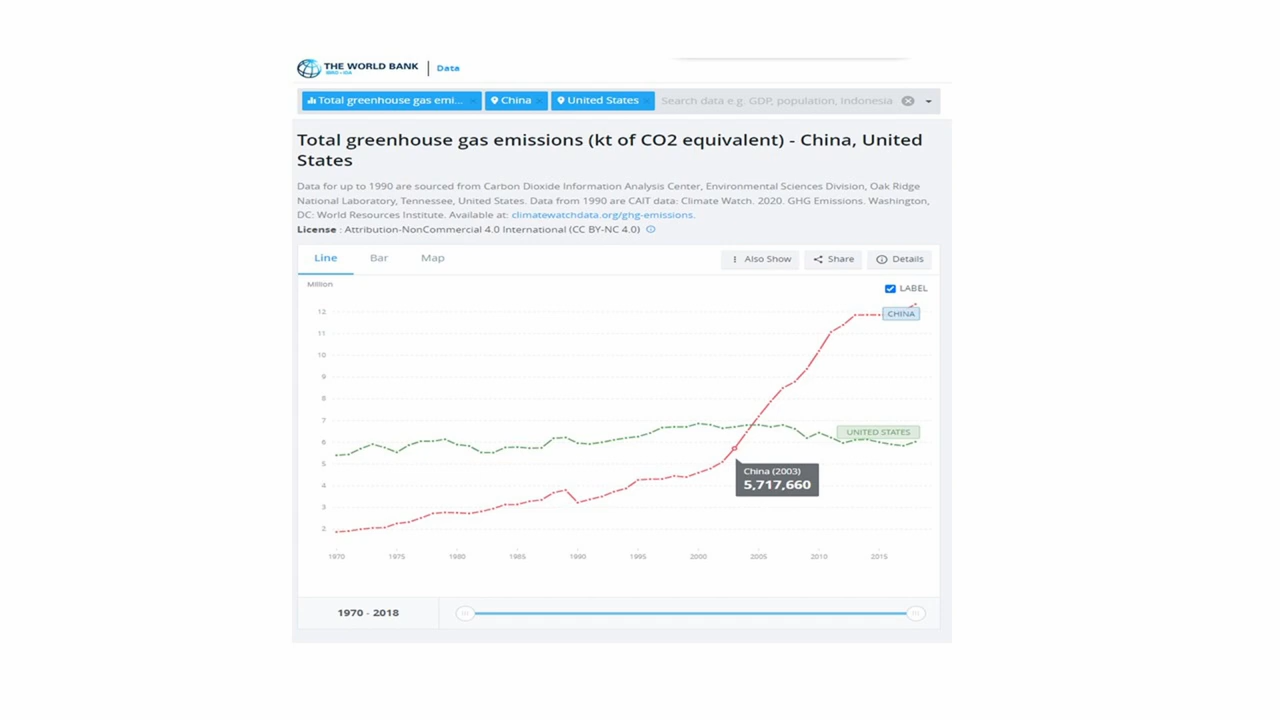 THE WORLD BANK
IBRD • IDA
Data
Total greenhouse gas emi... × China × United States × Search data e.g. GDP, population, Indonesia
Total greenhouse gas emissions (kt of CO2 equivalent) - China, United
States
Data for up to 1990 are sourced from Carbon Dioxide Information Analysis Center, Environmental Sciences Division, Oak Ridge
National Laboratory, Tennessee, United States. Data from 1990 are CAIT data: Climate Watch. 2020. GHG Emissions. Washington,
DC: World Resources Institute. Available at: climatewatchdata.org/ghg-emissions.
License : Attribution-NonCommercial 4.0 International (CC BY-NC 4.0)
Line Bar Map Also Show Share Details
Million
LABEL
12
CHINA
11
10
9
8
7
UNITED STATES
6
5
China (2003)
5,717,660
4
3
2
1970 1975 1980 1985 1990 1995 2000 2005 2010 2015
1970 - 2018